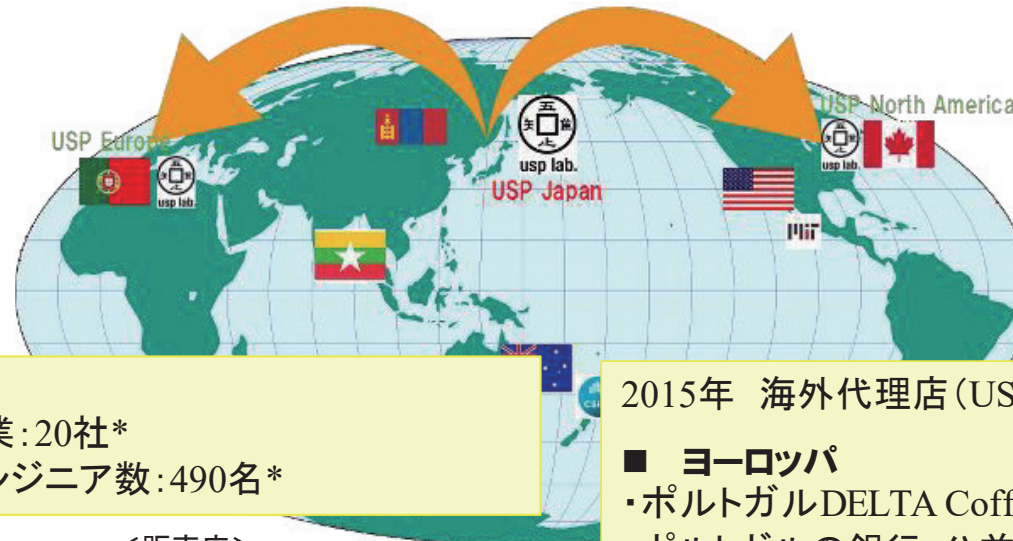 USP North America
USP Europe
usp lab.
usp lab.
usp lab.
USP Japan
MIT
業:20社*
ンジニア数:490名*
2015年 海外代理店(US
■ ヨーロッパ
・ポルトガルDELTA Coff